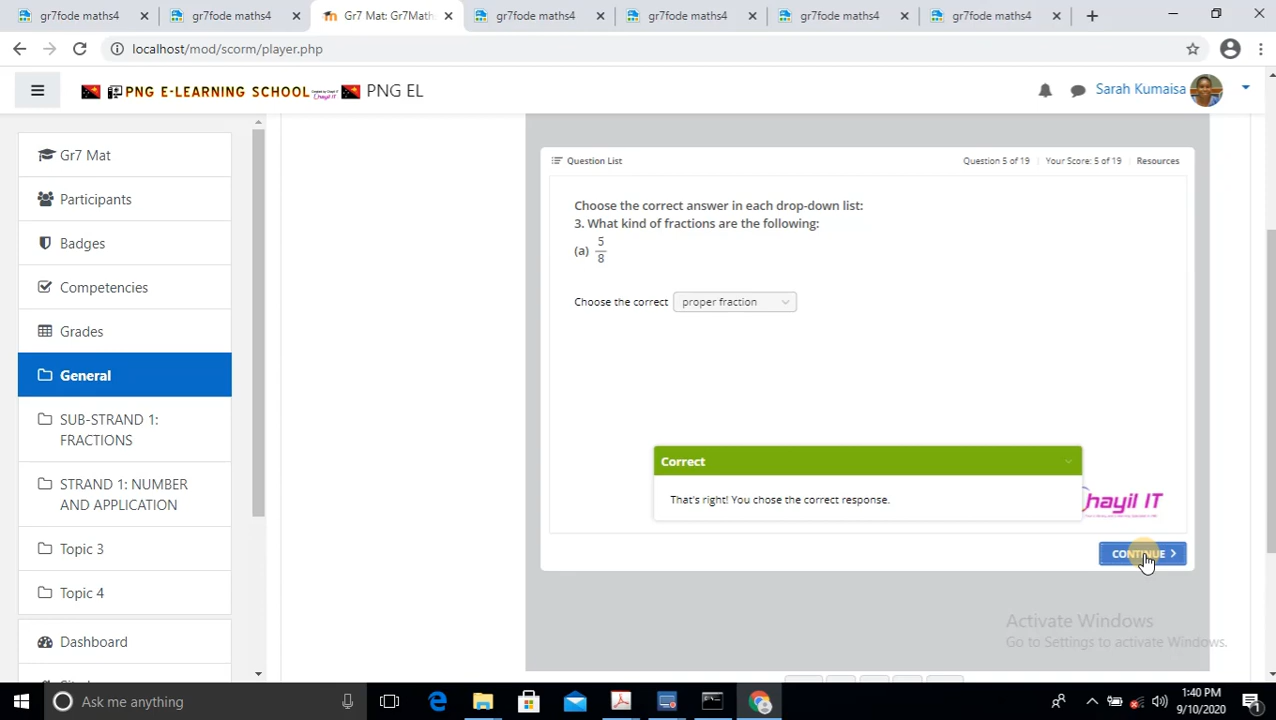 gr7fode maths4
gr7fode maths4
Gr7 Mat: Gr7Math
gr7fode maths4
gr7fode maths4
gr7fode maths4
gr7fode maths4
localhost/mod/scorm/player.php
PNG E-LEARNING SCHOOL
PNG EL
Sarah Kumaisa
Gr7 Mat
Participants
Badges
Competencies
Grades
General
SUB-STRAND 1:
FRACTIONS
STRAND 1: NUMBER
AND APPLICATION
Topic 3
Topic 4
Dashboard
Question List
Question 5 of 19
Your Score: 5 of 19
Resources
Choose the correct answer in each drop-down list:
3. What kind of fractions are the following:
(a) 5/8
Choose the correct
proper fraction
Correct
That's right! You chose the correct response.
hayil IT
CONTINUE
Activate Windows
Go to Settings to activate Windows.
Ask me anything
1:40 PM
9/10/2020
1